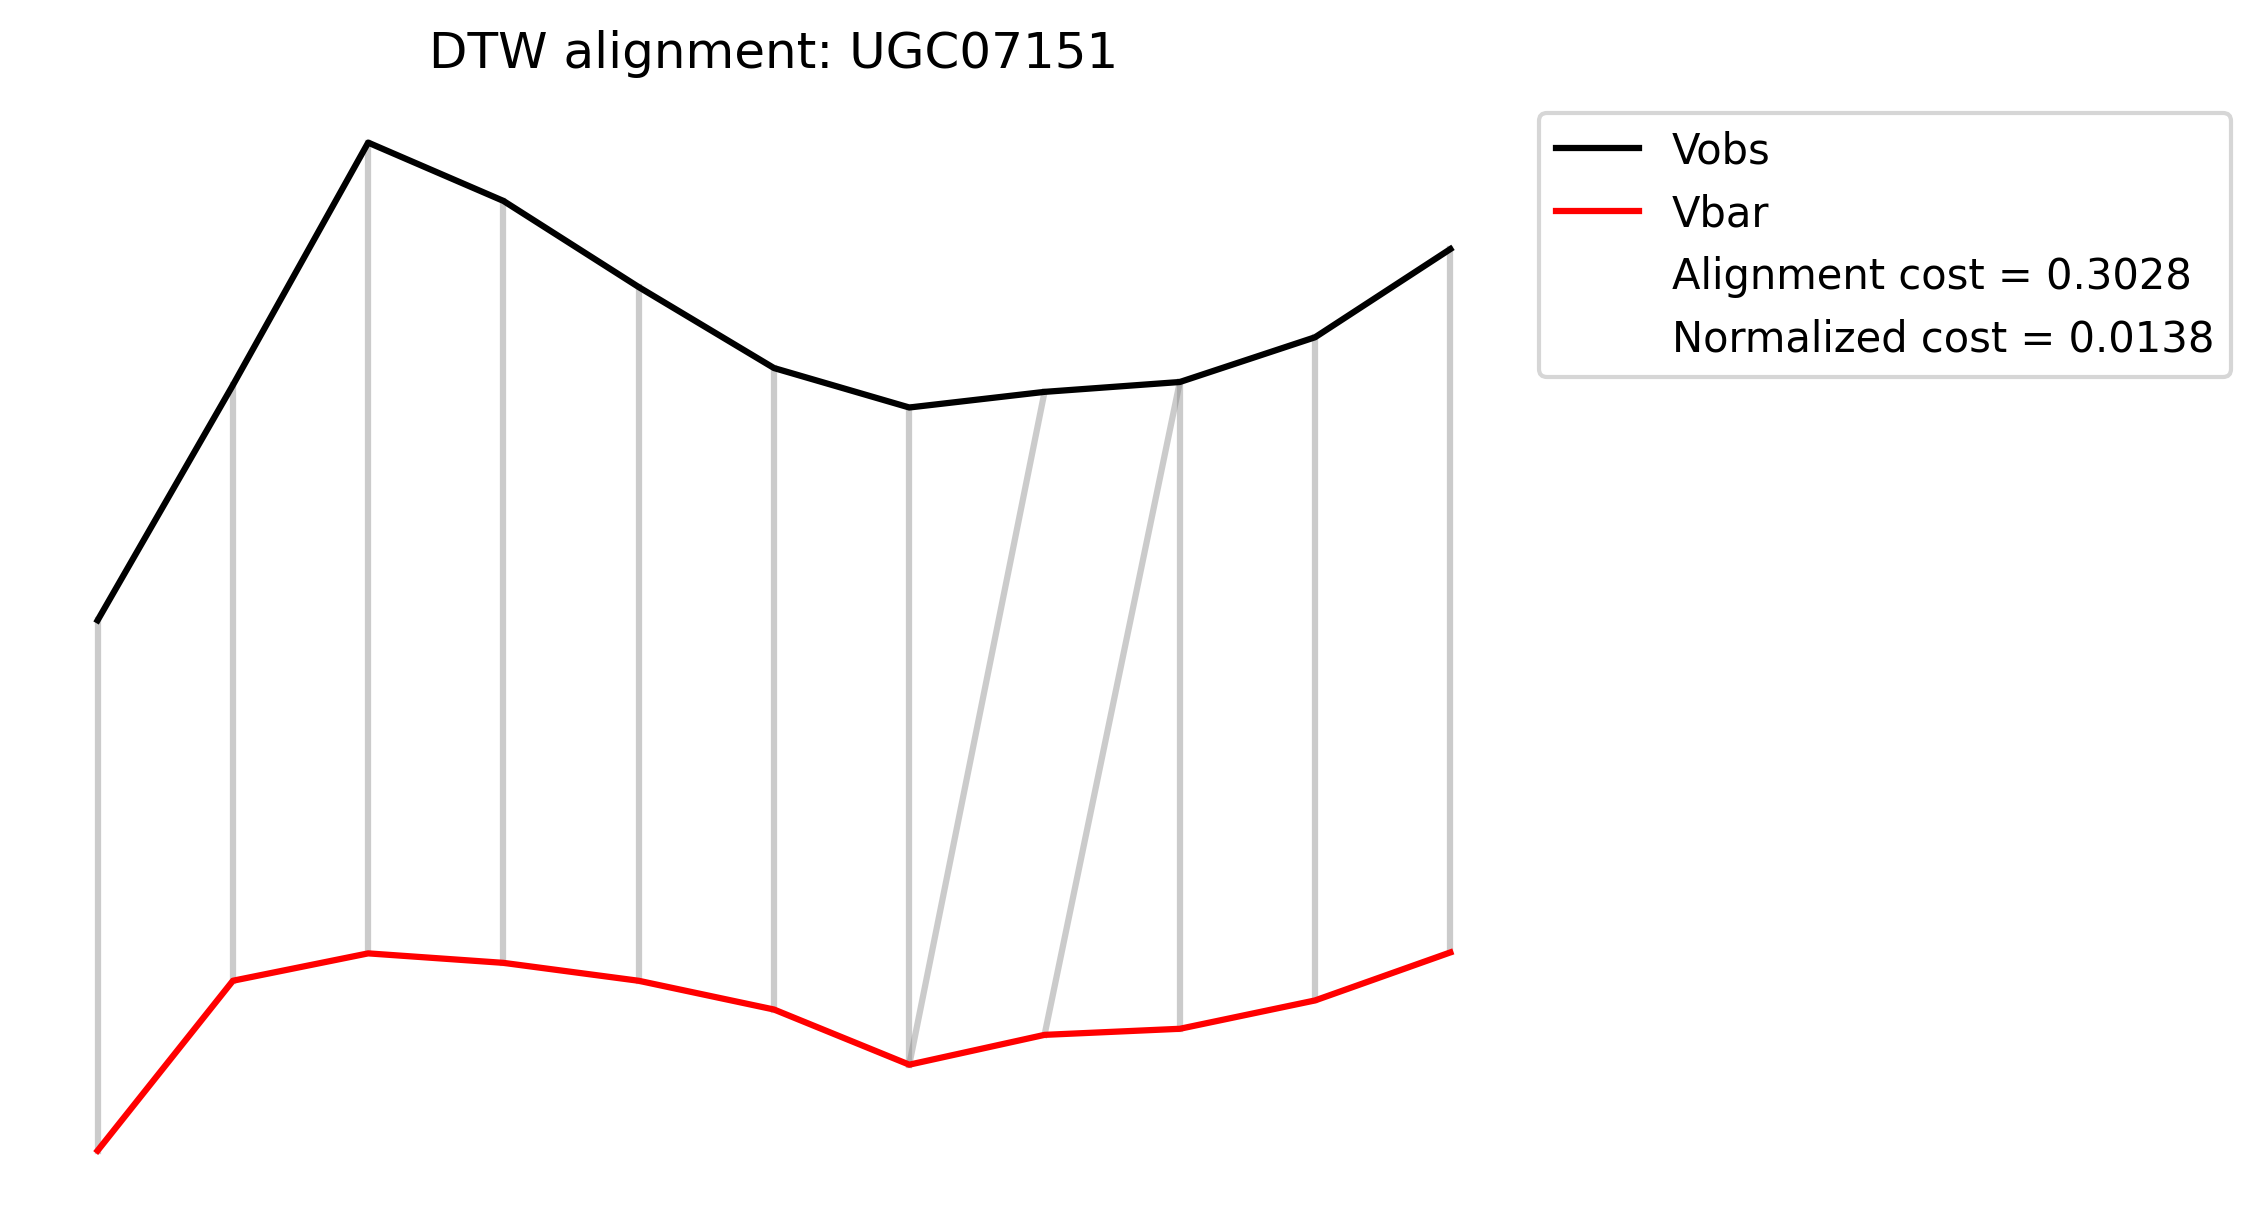 DTW alignment: UGC07151
Vobs
Vbar
Alignment cost = 0.3028
Normalized cost = 0.0138